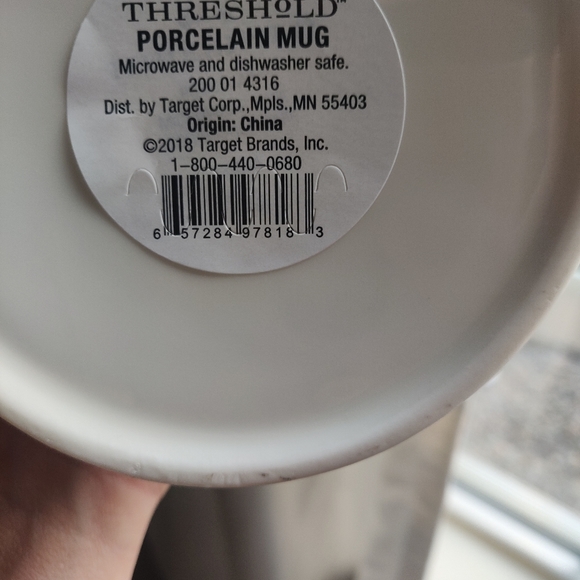 THRESHOLD™
PORCELAIN MUG
Microwave and dishwasher safe.
200 01 4316
Dist. by Target Corp.,Mpls.,MN 55403
Origin: China
©2018 Target Brands, Inc.
1-800-440-0680
6 57284 97818 3